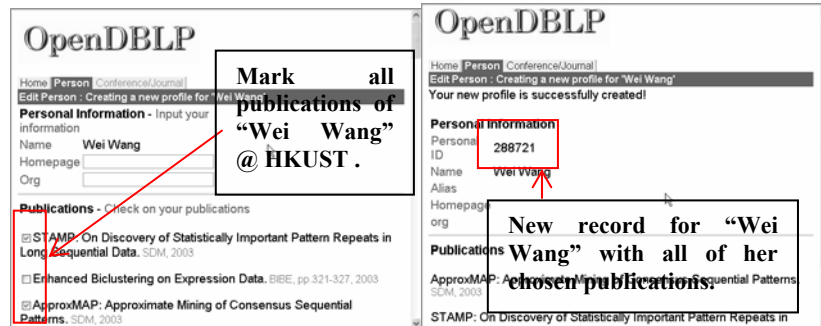 OpenDBLP
Home Person Conference/Journal
Edit Person : Creating a new profile for "Wei Wang"
Personal Information - Input your
information
Name Wei Wang
Homepage
Org
Publications - Check on your publications
STAMP: On Discovery of Statistically Important Pattern Repeats in
Long Sequential Data. SDM, 2003
Enhanced Biclustering on Expression Data. BIBE, pp.321-327, 2003
ApproxMAP: Approximate Mining of Consensus Sequential
Patterns. SDM, 2003
Mark all
publications of
“Wei Wang”
@ HKUST .
OpenDBLP
Home Person Conference/Journal
Edit Person : Creating a new profile for 'Wei Wang'
Your new profile is successfully created!
Personal Information
Personal
ID 288721
Name Wei Wang
Alias
Homepage
org
Publications
ApproxMAP: Approximate Mining of Consensus Sequential Patterns.
SDM, 2003
STAMP: On Discovery of Statistically Important Pattern Repeats in
New record for “Wei
Wang” with all of her
chosen publications.